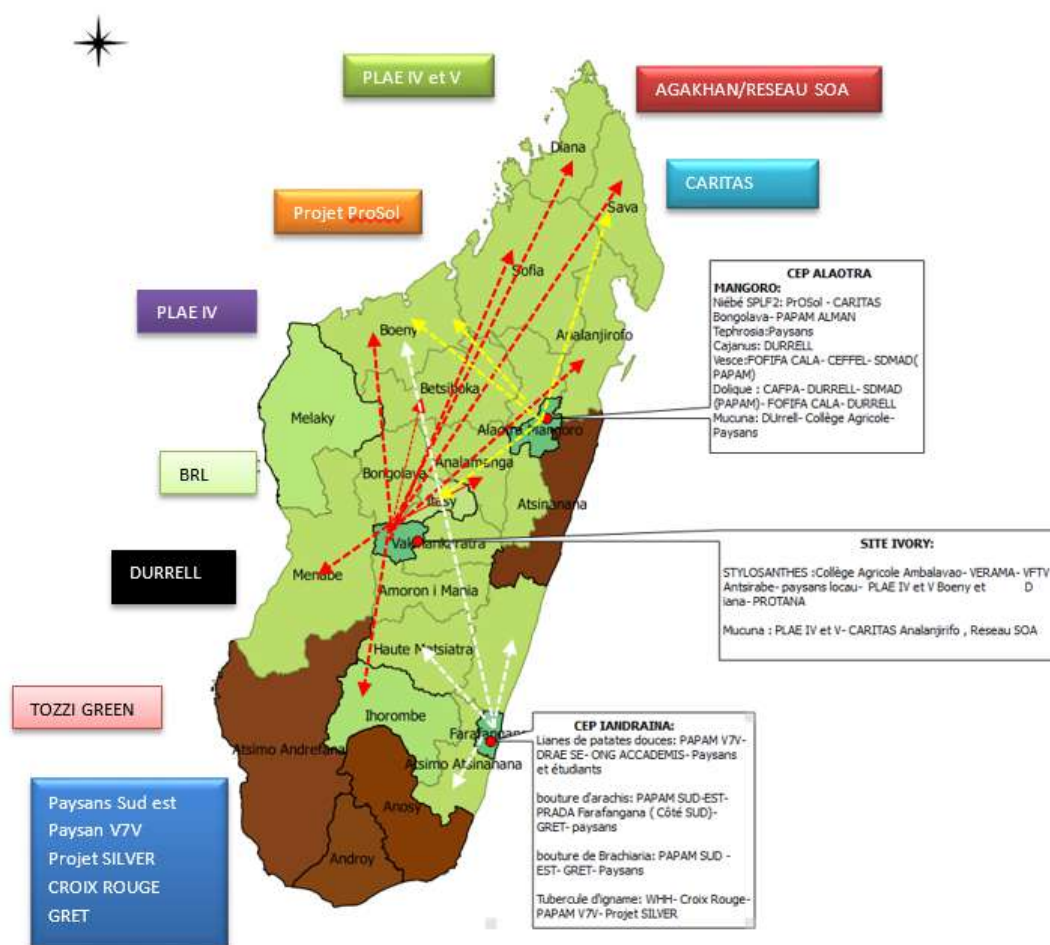 PLAE IV et V
AGAKHAN/RESEAU SOA
CARITAS
Projet ProSol
PLAE IV
BRL
DURRELL
TOZZI GREEN
Paysans Sud est
Paysan V7V
Projet SILVER
CROIX ROUGE
GRET
Diana
Sava
Sofia
Boeny
Analanjirofo
Betsiboka
Melaky
Alaotra Mangoro
Analamanga
Bongolava
Itasy
Atsinanana
Vakinankaratra
Menabe
Amoron i Mania
Haute Matsiatra
Ihorombe
Farafangana
Atsimo Andrefana
Atsimo Atsinanana
Anosy
Androy
CEP ALAOTRA
MANGORO:
Niébé SPLF2: PrOSol - CARITAS
Bongolava- PAPAM ALMAN
Tephrosia:Paysans
Cajanus: DURRELL
Vesce:FOFIFA CALA- CEFFEL- SDMAD(
PAPAM)
Dolique : CAFPA- DURRELL- SDMAD
(PAPAM)- FOFIFA CALA- DURRELL
Mucuna: DUrrell- Collège Agricole-
Paysans
SITE IVORY:
STYLOSANTHES :Collège Agricole Ambalavao- VERAMA- VFTV
Antsirabe- paysans locau- PLAE IV et V Boeny et D
iana- PROTANA
Mucuna : PLAE IV et V- CARITAS Analanjirifo , Reseau SOA
CEP IANDRAINA:
Lianes de patates douces: PAPAM V7V-
DRAE SE- ONG ACCADEMIS- Paysans
et étudiants
bouture d'arachis: PAPAM SUD-EST-
PRADA Farafangana ( Côté SUD)-
GRET- paysans
bouture de Brachiaria: PAPAM SUD -
EST- GRET- Paysans
Tubercule d'igname: WHH- Croix Rouge-
PAPAM V7V- Projet SILVER